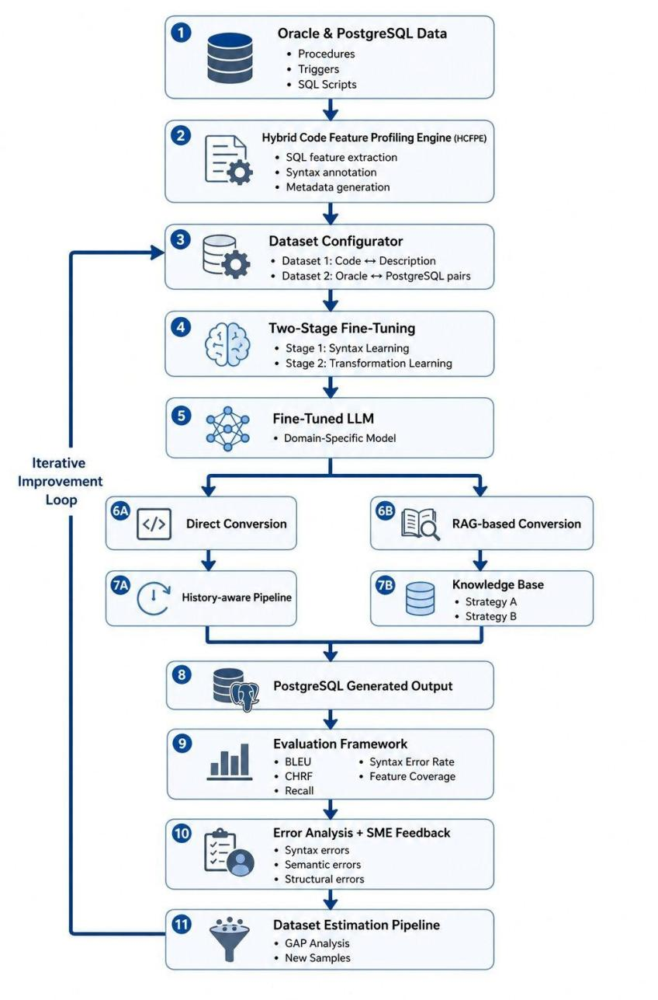 1
Oracle & PostgreSQL Data
• Procedures
• Triggers
• SQL Scripts
2
Hybrid Code Feature Profiling Engine (HCFPE)
• SQL feature extraction
• Syntax annotation
• Metadata generation
3
Dataset Configurator
• Dataset 1: Code ↔ Description
• Dataset 2: Oracle ↔ PostgreSQL pairs
4
Two-Stage Fine-Tuning
• Stage 1: Syntax Learning
• Stage 2: Transformation Learning
5
Fine-Tuned LLM
• Domain-Specific Model
Iterative
Improvement
Loop
6A
</>
Direct Conversion
6B
RAG-based Conversion
7A
History-aware Pipeline
7B
Knowledge Base
• Strategy A
• Strategy B
8
PostgreSQL Generated Output
9
Evaluation Framework
• BLEU
• CHRF
• Recall
• Syntax Error Rate
• Feature Coverage
10
Error Analysis + SME Feedback
• Syntax errors
• Semantic errors
• Structural errors
11
Dataset Estimation Pipeline
• GAP Analysis
• New Samples